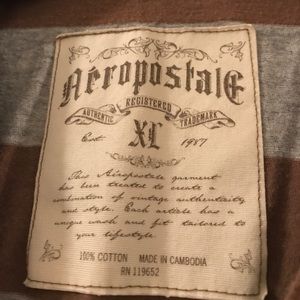 Aeropostale
REGISTERED
AUTHENTIC TRADEMARK
Est. XL 1987
This Aéropostale garment
has been treated to create a
combination of vintage authenticity
and style. Each article has a
unique wash and fit tailored to
your lifestyle.
100% COTTON MADE IN CAMBODIA
RN 119652